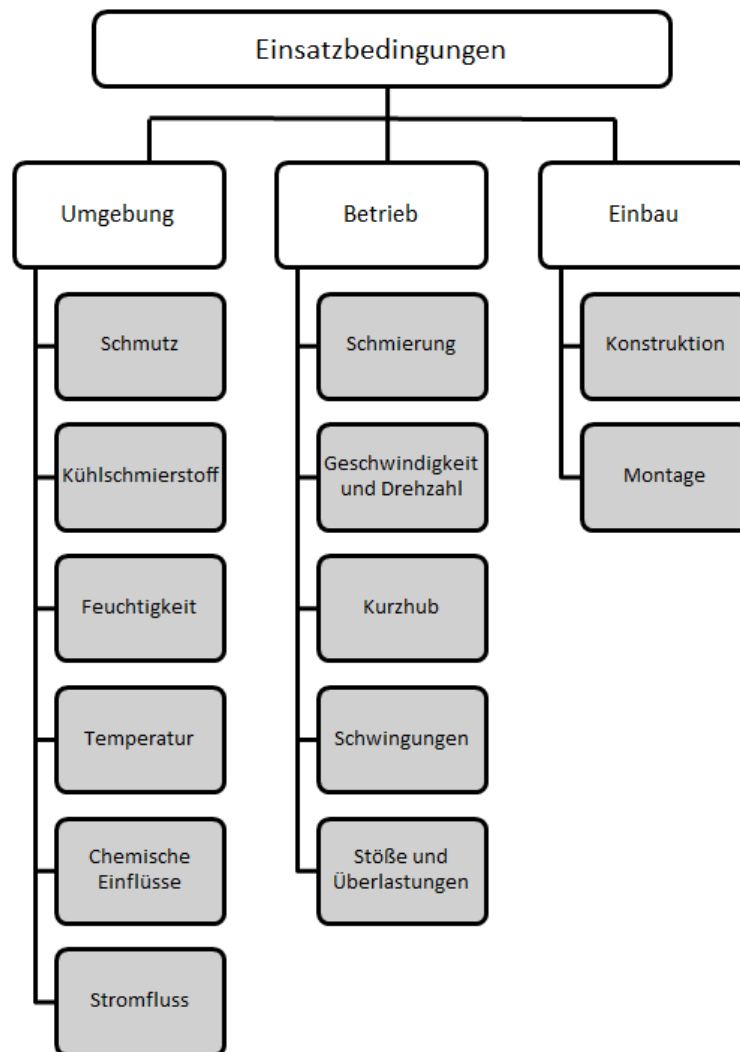 Einsatzbedingungen
Umgebung
Schmutz
Kühlschmierstoff
Feuchtigkeit
Temperatur
Chemische
Einflüsse
Stromfluss
Betrieb
Schmierung
Geschwindigkeit
und Drehzahl
Kurzhub
Schwingungen
Stöße und
Überlastungen
Einbau
Konstruktion
Montage